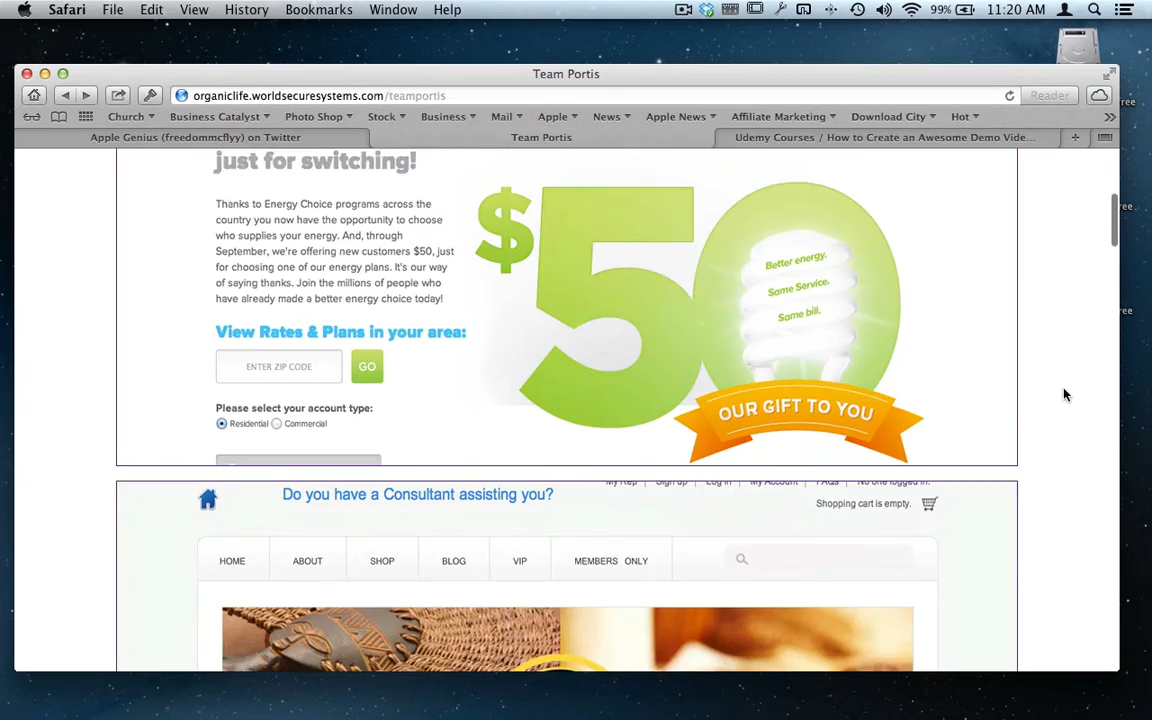 Safari File Edit View History Bookmarks Window Help 99% 11:20 AM
Team Portis
organiclife.worldsecuresystems.com/teamportis Reader
Church Business Catalyst Photo Shop Stock Business Mail Apple News Apple News Affiliate Marketing Download City Hot
Apple Genius (freedommcflyy) on Twitter Team Portis Udemy Courses / How to Create an Awesome Demo Vide...
ree
just for switching!
Thanks to Energy Choice programs across the
country you now have the opportunity to choose
who supplies your energy. And, through
September, we're offering new customers $50, just
for choosing one of our energy plans. It's our way
of saying thanks. Join the millions of people who
have already made a better energy choice today!
$50
Better energy.
Same Service.
Same bill.
ree.
ree
View Rates & Plans in your area:
ENTER ZIP CODE GO
Please select your account type:
Residential Commercial
OUR GIFT TO YOU
Do you have a Consultant assisting you?
My Rep Sign up Log in My Account FAQs No one logged in.
Shopping cart is empty.
HOME ABOUT SHOP BLOG VIP MEMBERS ONLY